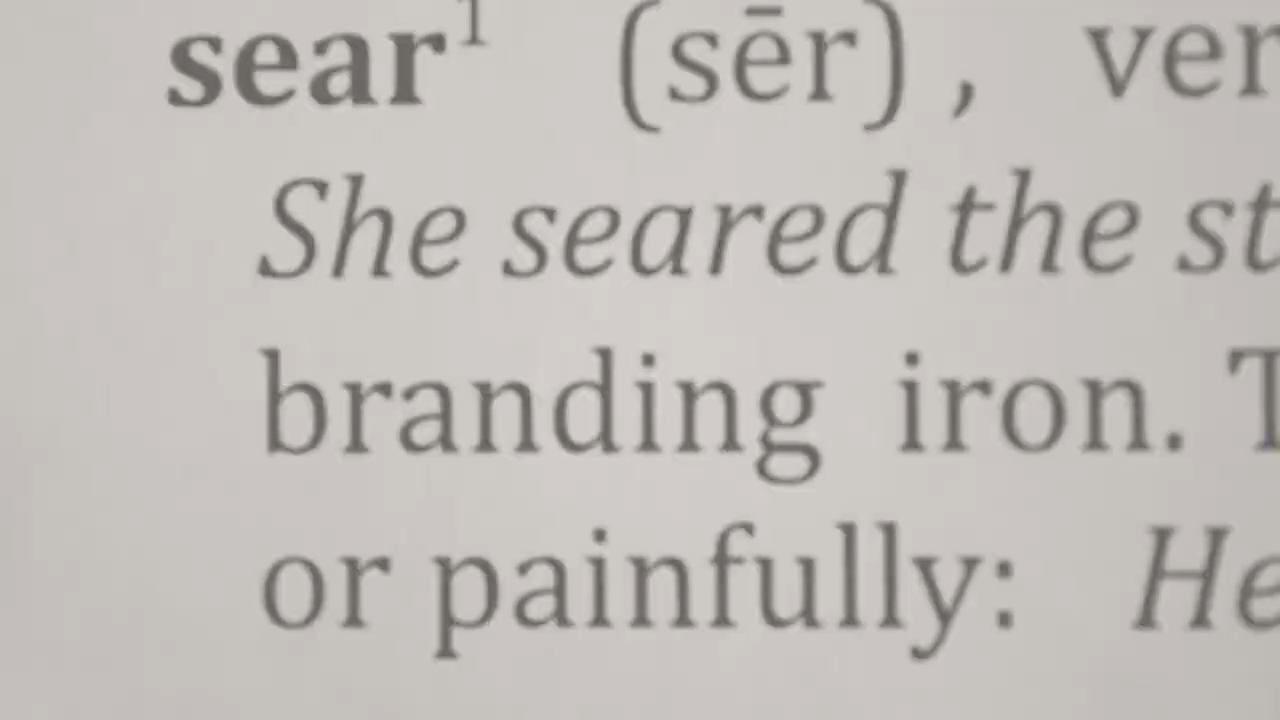 sear¹ (sēr), ver
She seared the st
branding iron. T
or painfully: He